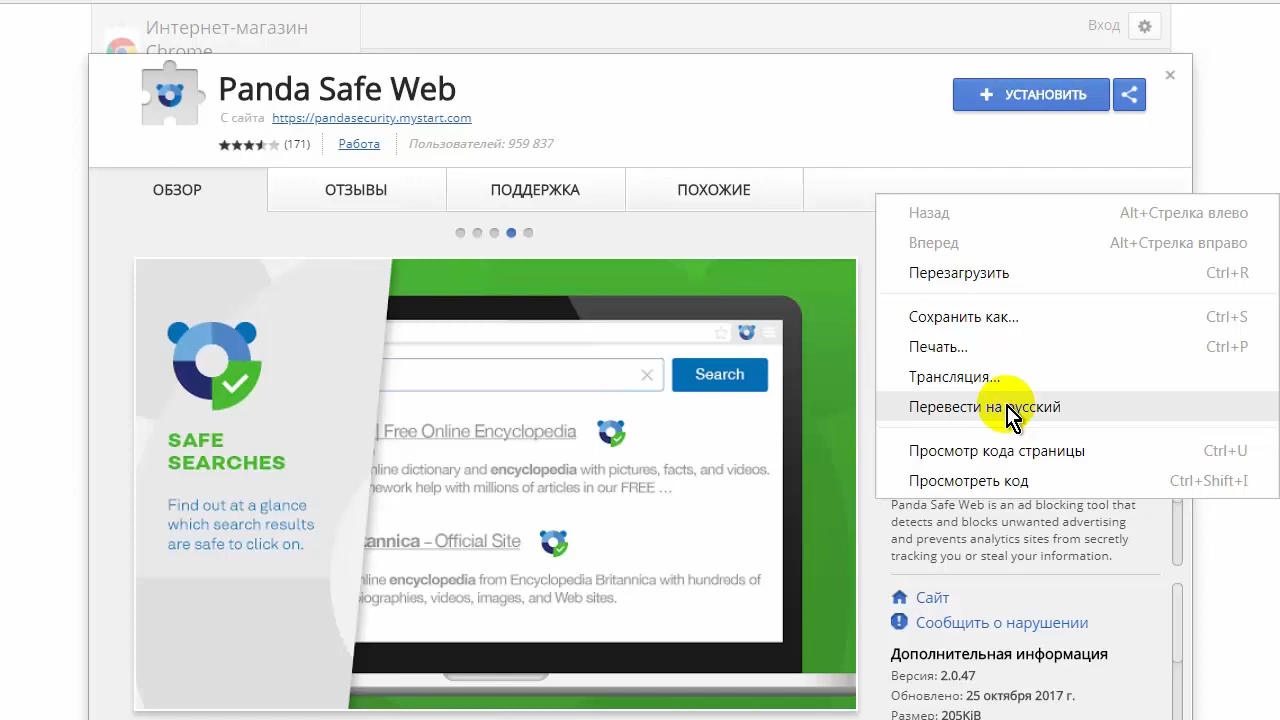 Интернет-магазин
Chrome
Вход
Panda Safe Web
С сайта https://pandasecurity.mystart.com
(171) Работа Пользователей: 959 837
УСТАНОВИТЬ
ОБЗОР ОТЗЫВЫ ПОДДЕРЖКА ПОХОЖИЕ
SAFE
SEARCHES
Find out at a glance
which search results
are safe to click on.
Search
| Free Online Encyclopedia
nline dictionary and encyclopedia with pictures, facts, and videos.
nework help with millions of articles in our FREE ...
tannica – Official Site
nline encyclopedia from Encyclopedia Britannica with hundreds of
biographies, videos, images, and Web sites.
Назад Alt+Стрелка влево
Вперед Alt+Стрелка вправо
Перезагрузить Ctrl+R
Сохранить как... Ctrl+S
Печать... Ctrl+P
Трансляция...
Перевести на русский
Просмотр кода страницы Ctrl+U
Просмотреть код Ctrl+Shift+I
Panda Safe Web is an ad blocking tool that
detects and blocks unwanted advertising
and prevents analytics sites from secretly
tracking you or steal your information.
Сайт
Сообщить о нарушении
Дополнительная информация
Версия: 2.0.47
Обновлено: 25 октября 2017 г.
Размер: 205KiB